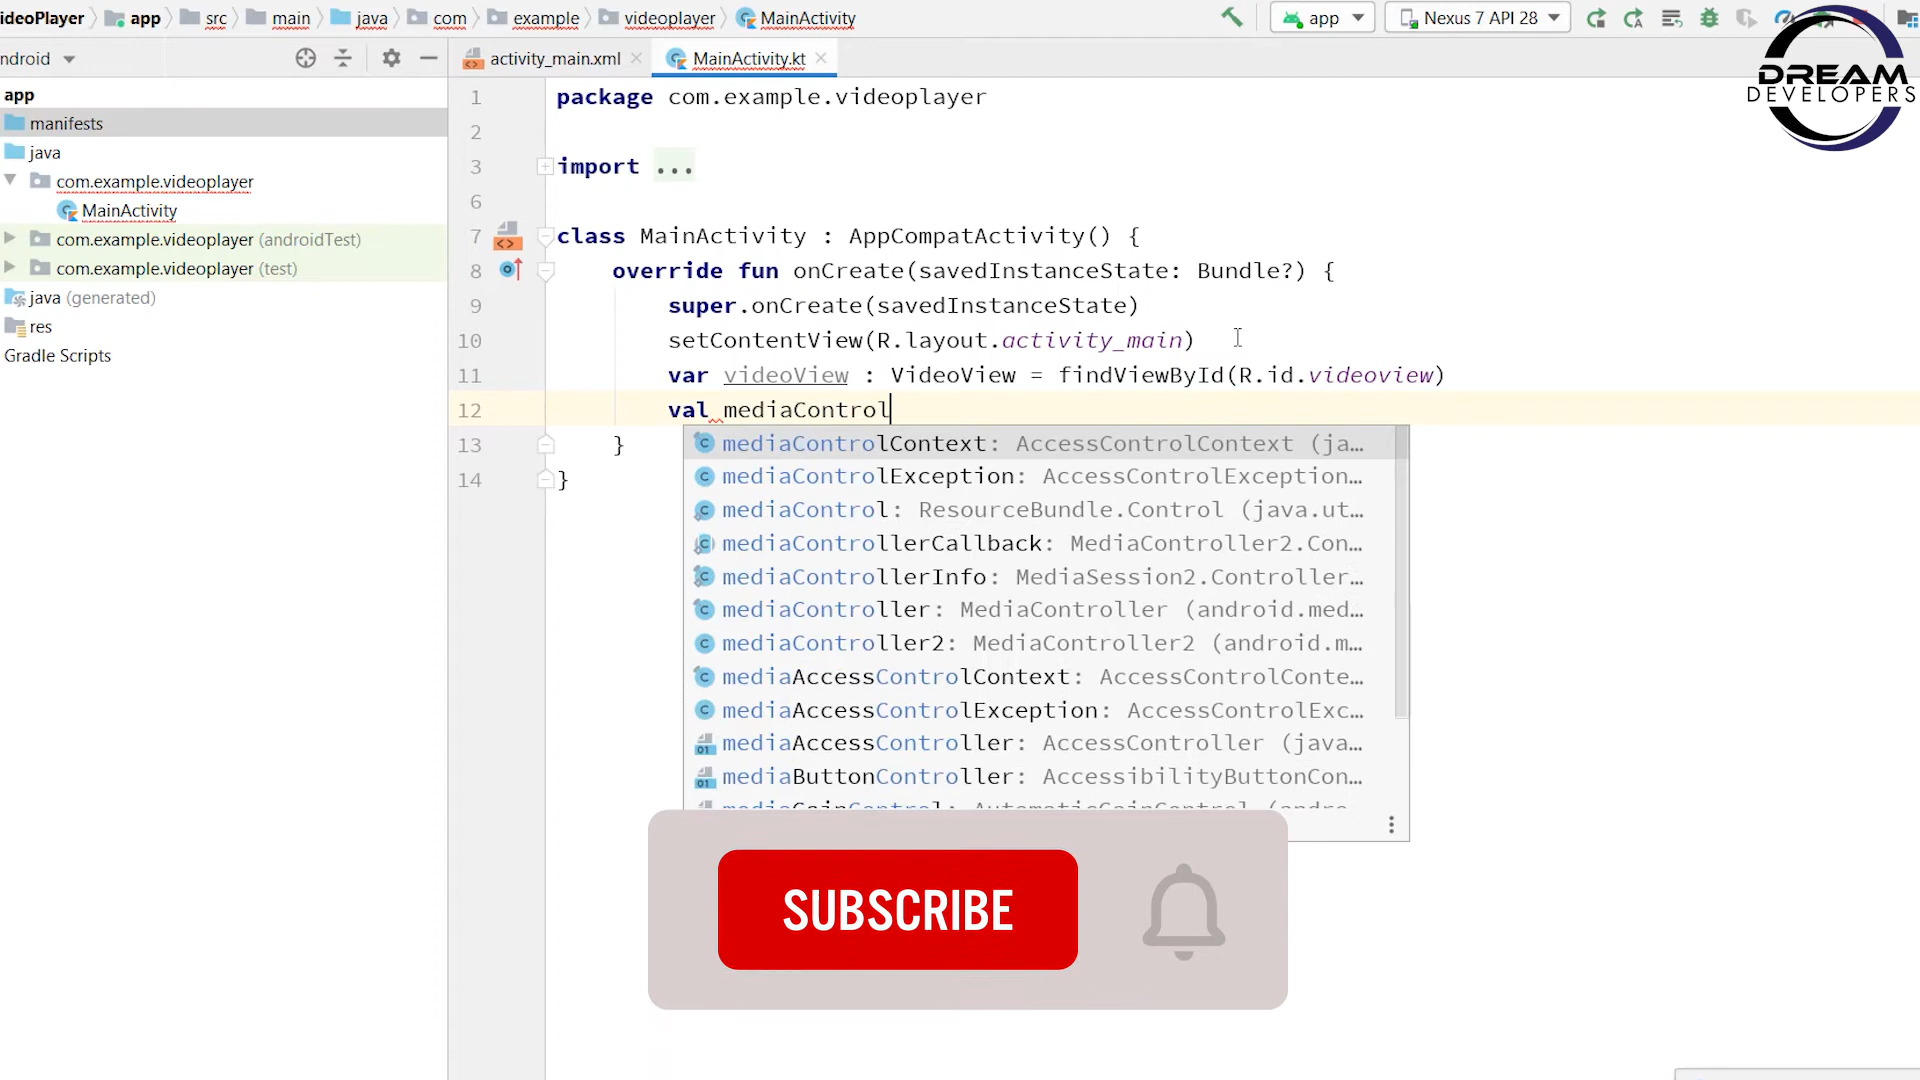 ideoPlayer app src main java com example videoplayer MainActivity app Nexus 7 API 28
ndroid
activity_main.xml MainActivity.kt
DREAM
DEVELOPERS
app
manifests
java
com.example.videoplayer
MainActivity
com.example.videoplayer (androidTest)
com.example.videoplayer (test)
java (generated)
res
Gradle Scripts
1 package com.example.videoplayer
2
3 import ...
6
7 class MainActivity : AppCompatActivity() {
8 override fun onCreate(savedInstanceState: Bundle?) {
9 super.onCreate(savedInstanceState)
10 setContentView(R.layout.activity_main)
11 var videoView : VideoView = findViewById(R.id.videoview)
12 val mediaControl
13 }
14 }
mediaControlContext: AccessControlContext (ja…
mediaControlException: AccessControlException…
mediaControl: ResourceBundle.Control (java.ut…
mediaControllerCallback: MediaController2.Con…
mediaControllerInfo: MediaSession2.Controller…
mediaController: MediaController (android.med…
mediaController2: MediaController2 (android.m…
mediaAccessControlContext: AccessControlConte…
mediaAccessControlException: AccessControlExc…
mediaAccessController: AccessController (java…
mediaButtonController: AccessibilityButtonCon…
SUBSCRIBE